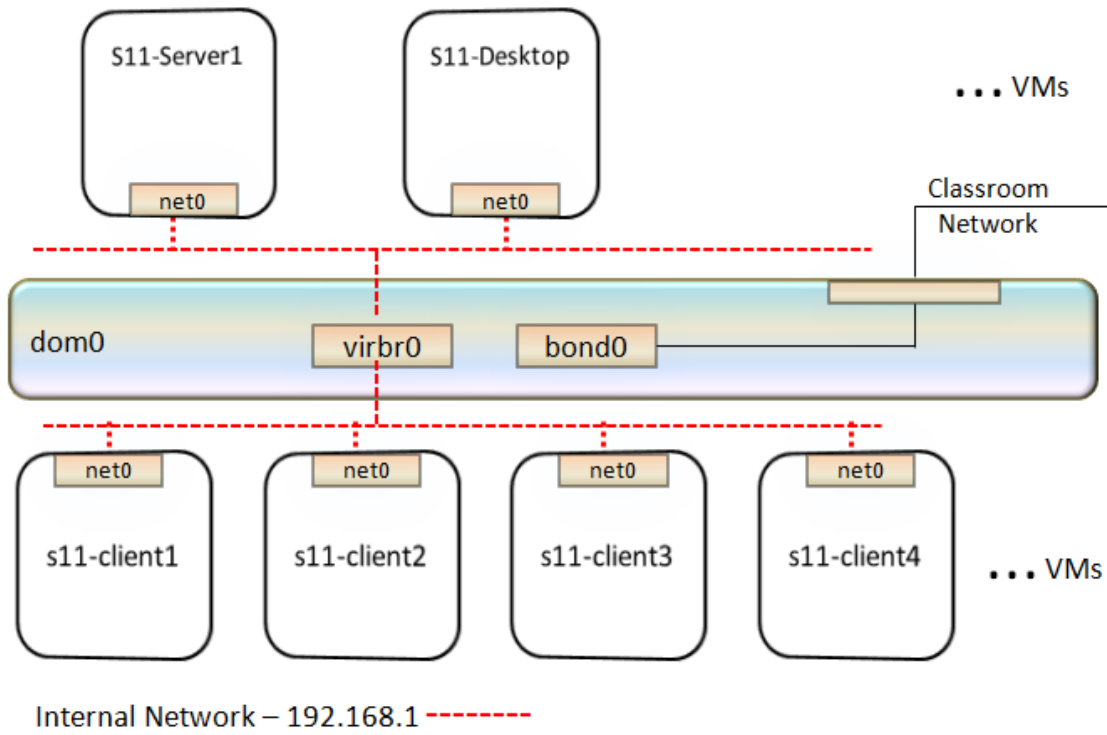 S11-Server1
S11-Desktop
... VMs
net0
net0
Classroom
Network
dom0
virbr0
bond0
net0
net0
net0
net0
s11-client1
s11-client2
s11-client3
s11-client4
... VMs
Internal Network – 192.168.1